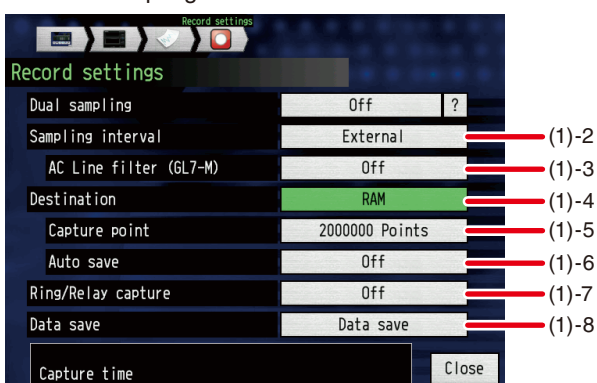 Record settings
Record settings
Dual sampling Off ?
Sampling interval External (1)-2
AC Line filter (GL7-M) Off (1)-3
Destination RAM (1)-4
Capture point 2000000 Points (1)-5
Auto save Off (1)-6
Ring/Relay capture Off (1)-7
Data save Data save (1)-8
Capture time Close